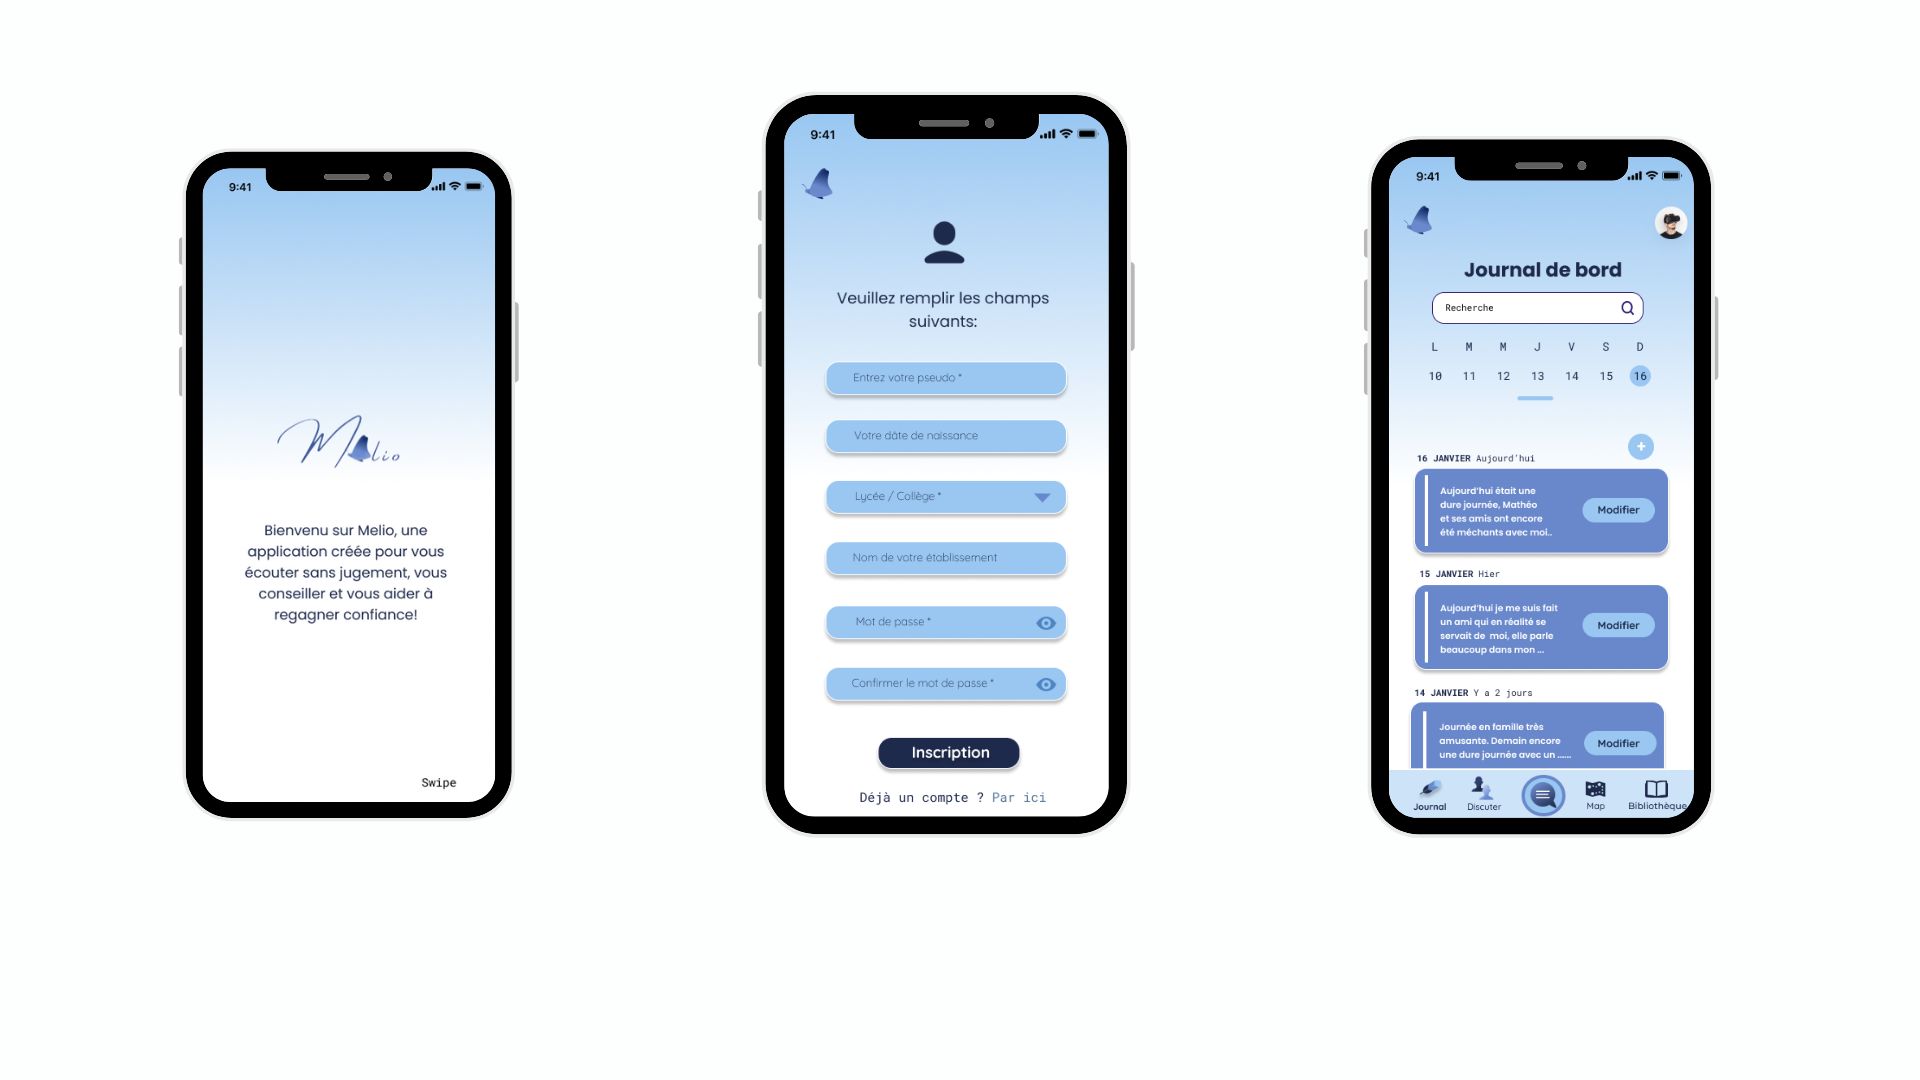 9:41
Melio
Bienvenu sur Melio, une
application créée pour vous
écouter sans jugement, vous
conseiller et vous aider à
regagner confiance!
Swipe
9:41
Veuillez remplir les champs
suivants:
Entrez votre pseudo *
Votre dâte de naissance
Lycée / Collège *
Nom de votre établissement
Mot de passe *
Confirmer le mot de passe *
Inscription
Déjà un compte ? Par ici
9:41
Journal de bord
Recherche
L M M J V S D
10 11 12 13 14 15 16
+
16 JANVIER Aujourd'hui
Aujourd'hui était une
dure journée, Mathéo
et ses amis ont encore
été méchants avec moi..
Modifier
15 JANVIER Hier
Aujourd'hui je me suis fait
un ami qui en réalité se
servait de moi, elle parle
beaucoup dans mon ...
Modifier
14 JANVIER Y a 2 jours
Journée en famille très
amusante. Demain encore
une dure journée avec un ......
Modifier
Journal Discuter Map Bibliothèque